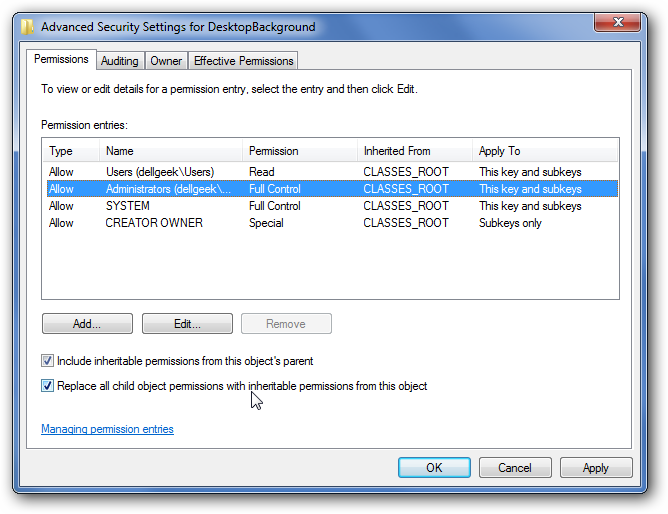 Advanced Security Settings for DesktopBackground
Permissions Auditing Owner Effective Permissions
To view or edit details for a permission entry, select the entry and then click Edit.
Permission entries:
Type Name Permission Inherited From Apply To
Allow Users (dellgeek\Users) Read CLASSES_ROOT This key and subkeys
Allow Administrators (dellgeek\... Full Control CLASSES_ROOT This key and subkeys
Allow SYSTEM Full Control CLASSES_ROOT This key and subkeys
Allow CREATOR OWNER Special CLASSES_ROOT Subkeys only
Add... Edit... Remove
Include inheritable permissions from this object's parent
Replace all child object permissions with inheritable permissions from this object
Managing permission entries
OK Cancel Apply